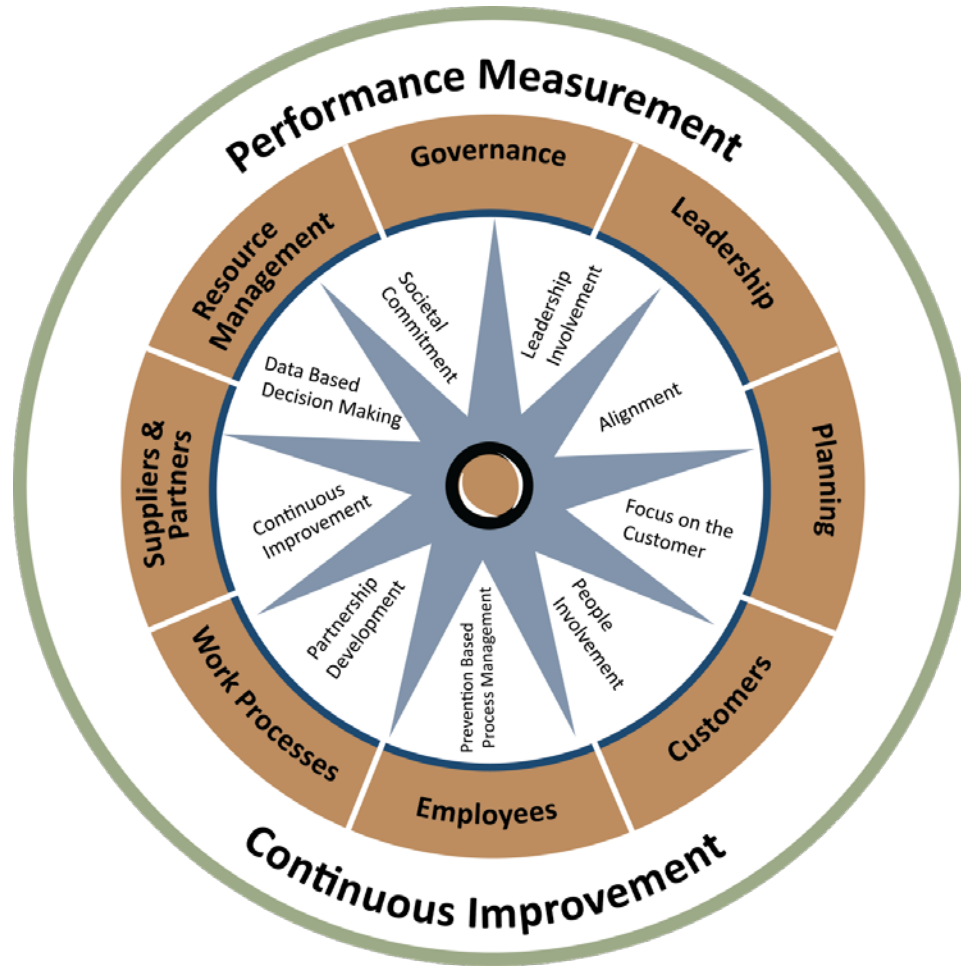 Performance Measurement
Governance
Leadership
Planning
Customers
Employees
Work Processes
Suppliers &
Partners
Resource
Management
Leadership
Involvement
Alignment
Focus on the
Customer
People
Involvement
Prevention Based
Process Management
Partnership
Development
Continuous
Improvement
Data Based
Decision Making
Societal
Commitment
Continuous Improvement